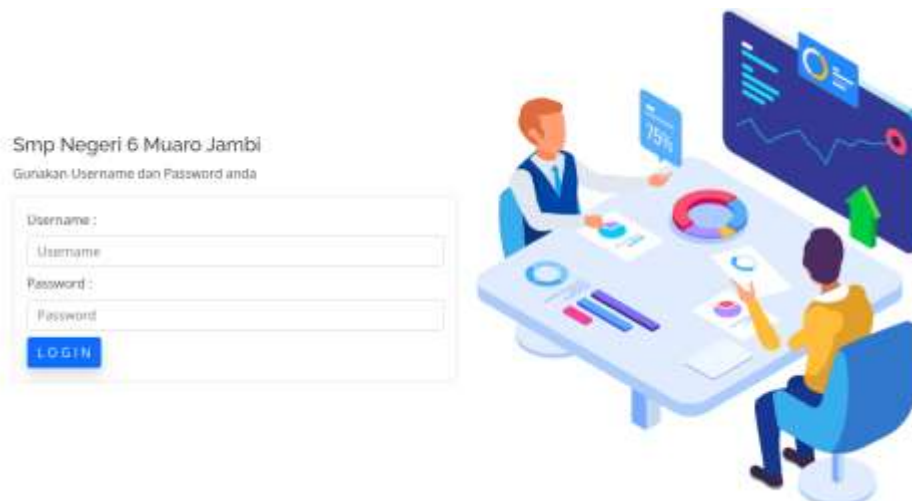 Smp Negeri 6 Muaro Jambi
Gunakan Username dan Password anda
Username :
Username
Password :
Password
LOGIN
75%